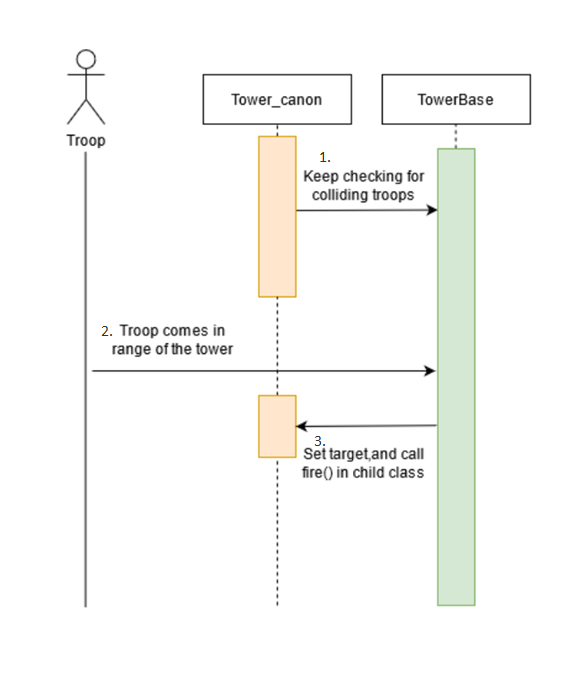 Tower_canon
TowerBase
Troop
1.
Keep checking for
colliding troops
2. Troop comes in
range of the tower
3.
Set target,and call
fire() in child class